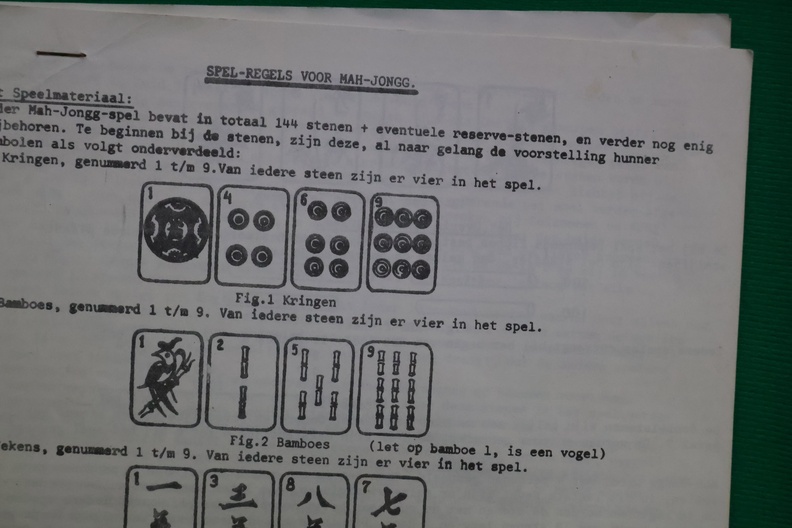 SPEL-REGELS VOOR MAH-JONGG.
t Speelmateriaal:
der Mah-Jongg-spel bevat in totaal 144 stenen + eventuele reserve-stenen, en verder nog enig
jbehoren. Te beginnen bij de stenen, zijn deze, al naar gelang de voorstelling hunner
mbolen als volgt onderverdeeld:
Kringen, genummerd 1 t/m 9.Van iedere steen zijn er vier in het spel.
1 4 6 9
Fig.1 Kringen
Bamboes, genummerd 1 t/m 9. Van iedere steen zijn er vier in het spel.
1 2 5 9
Fig.2 Bamboes (let op bamboe 1, is een vogel)
ekens, genummerd 1 t/m 9. Van iedere steen zijn er vier in het spel.
1 一 3 三 8 八 7 七